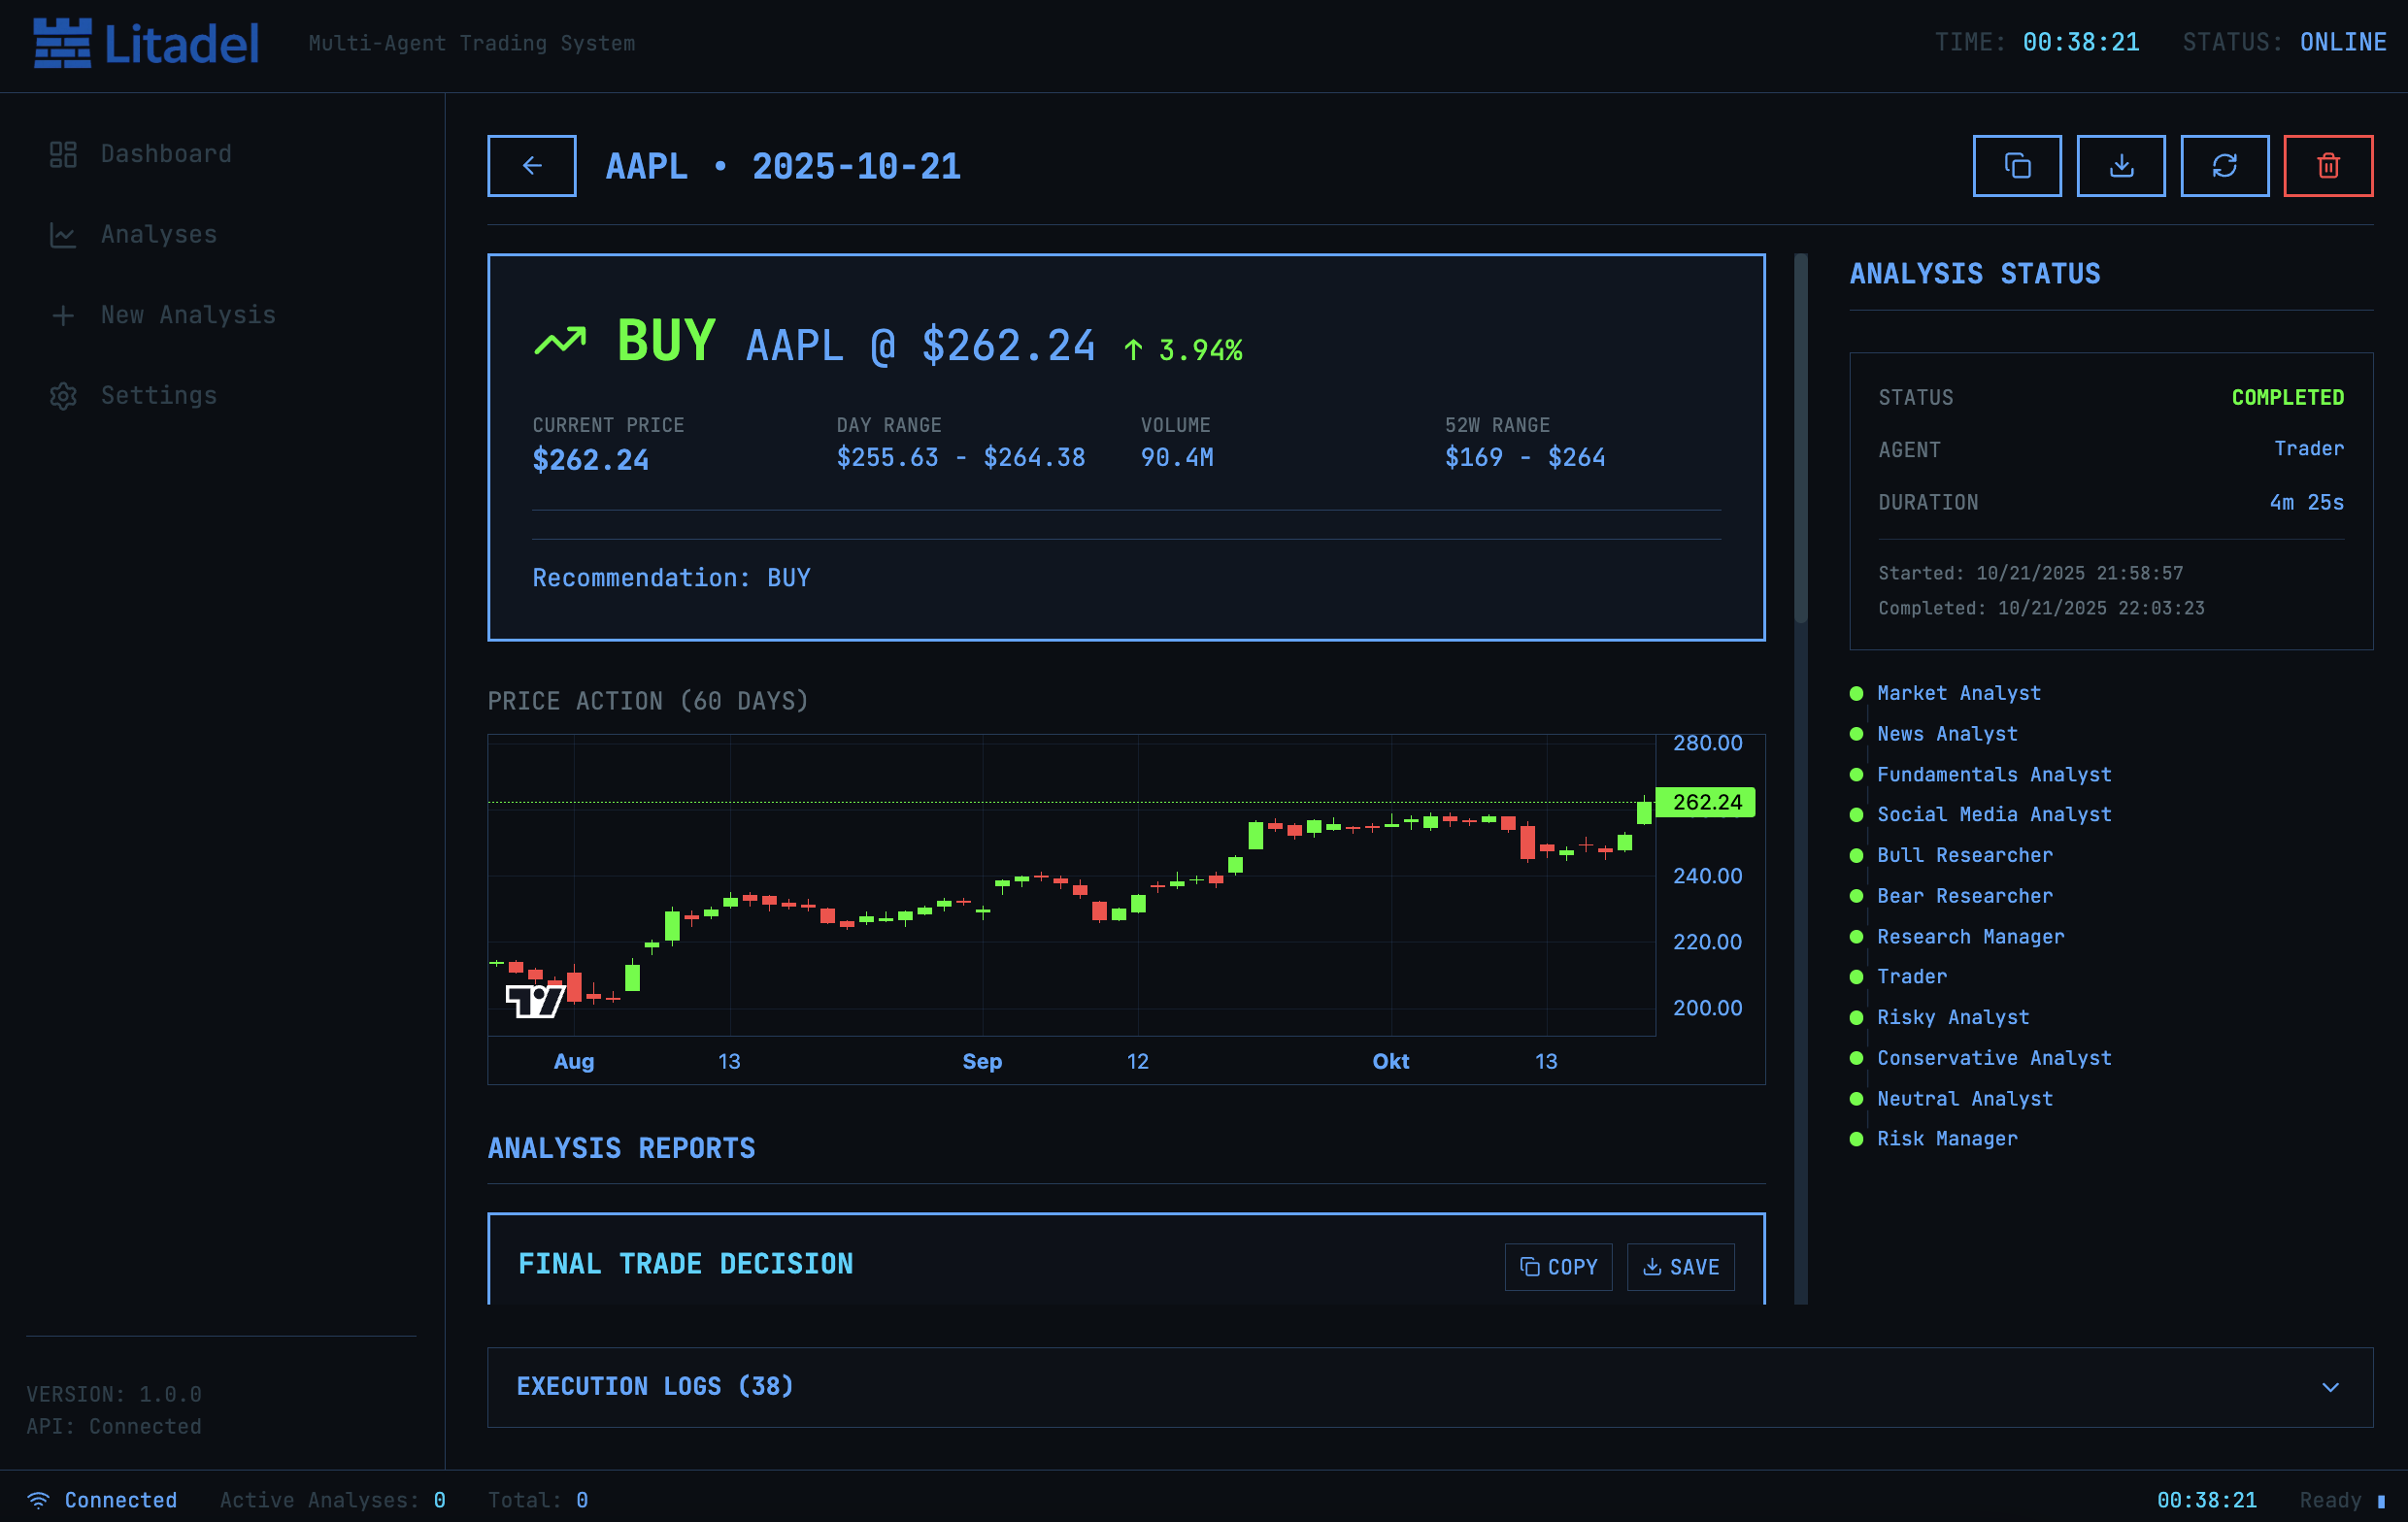 Litadel
Multi-Agent Trading System
TIME: 00:38:21 STATUS: ONLINE
Dashboard
Analyses
New Analysis
Settings
VERSION: 1.0.0
API: Connected
AAPL • 2025-10-21
BUY AAPL @ $262.24 ↑ 3.94%
CURRENT PRICE
$262.24
DAY RANGE
$255.63 - $264.38
VOLUME
90.4M
52W RANGE
$169 - $264
Recommendation: BUY
PRICE ACTION (60 DAYS)
280.00
262.24
240.00
220.00
200.00
Aug 13 Sep 12 Okt 13
ANALYSIS REPORTS
FINAL TRADE DECISION
COPY
SAVE
ANALYSIS STATUS
STATUS COMPLETED
AGENT Trader
DURATION 4m 25s
Started: 10/21/2025 21:58:57
Completed: 10/21/2025 22:03:23
Market Analyst
News Analyst
Fundamentals Analyst
Social Media Analyst
Bull Researcher
Bear Researcher
Research Manager
Trader
Risky Analyst
Conservative Analyst
Neutral Analyst
Risk Manager
EXECUTION LOGS (38)
Connected Active Analyses: 0 Total: 0
00:38:21 Ready